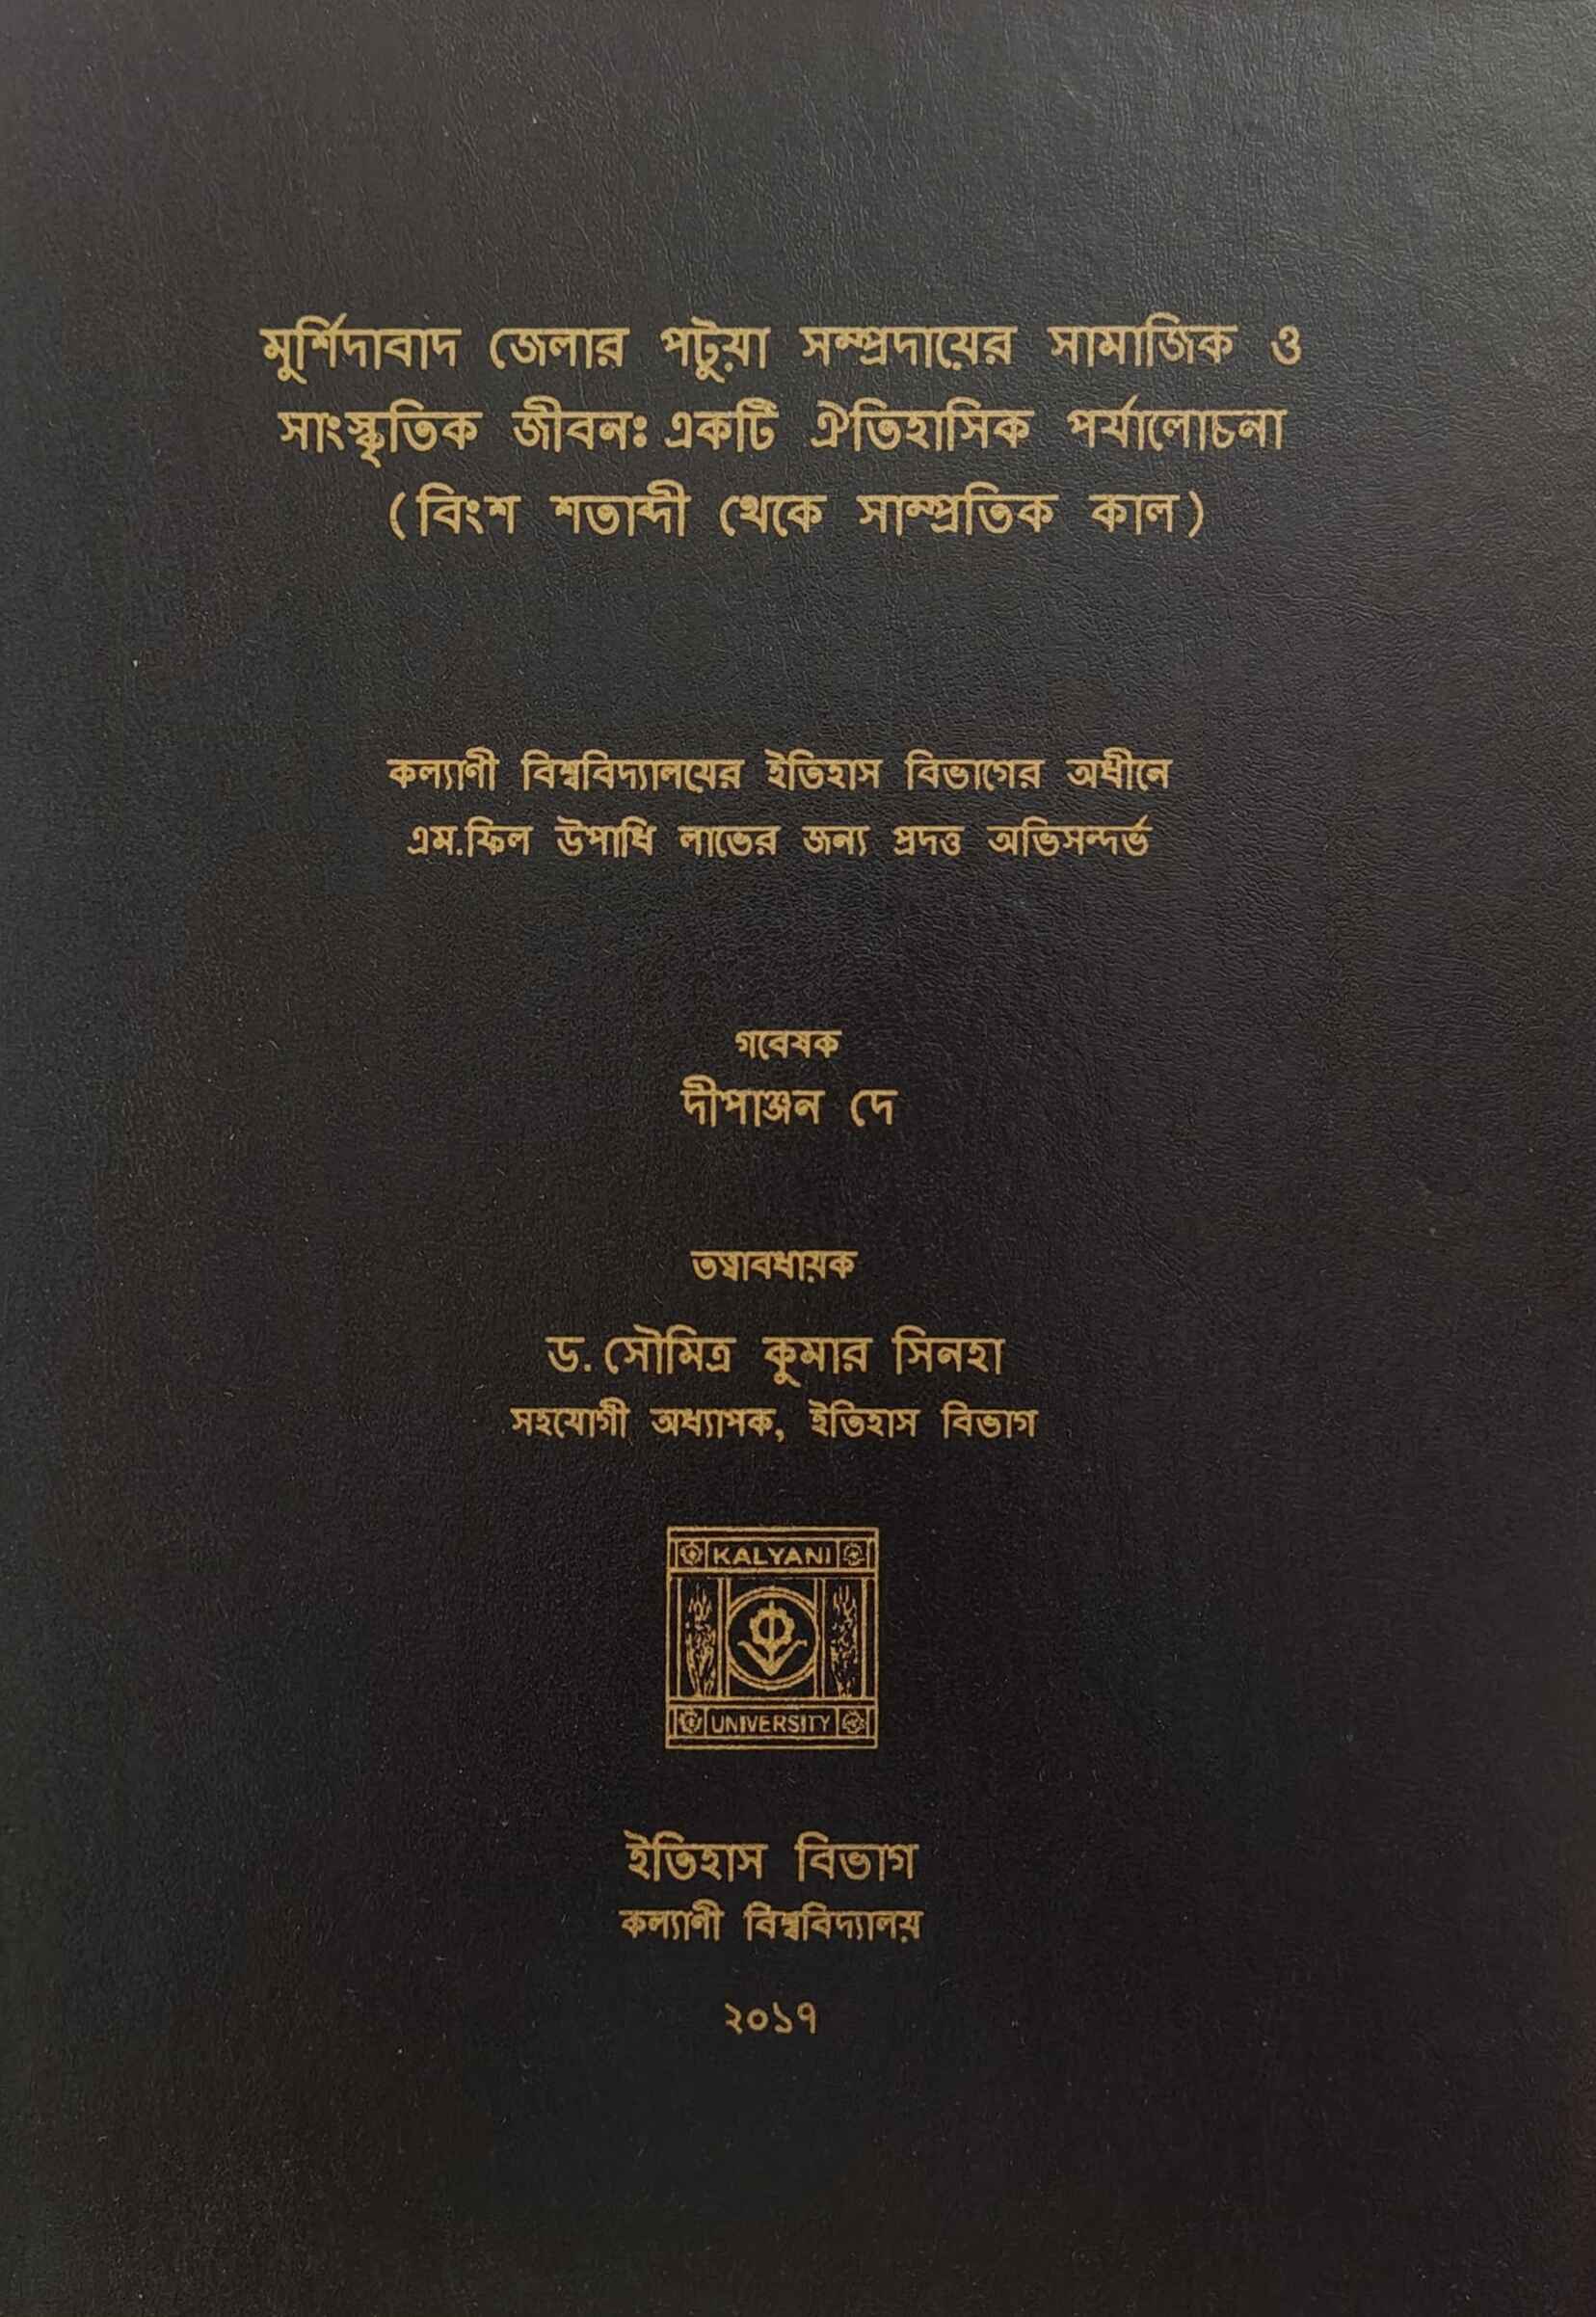 মুর্শিদাবাদ জেলার পটুয়া সম্প্রদায়ের সামাজিক ও
সাংস্কৃতিক জীবনঃ একটি ঐতিহাসিক পর্যালোচনা
(বিংশ শতাব্দী থেকে সাম্প্রতিক কাল)
কল্যাণী বিশ্ববিদ্যালয়ের ইতিহাস বিভাগের অধীনে
এম.ফিল উপাধি লাভের জন্য প্রদত্ত অভিসন্দর্ভ
গবেষক
দীপাঞ্জন দে
তত্ত্বাবধায়ক
ড. সৌমিত্র কুমার সিনহা
সহযোগী অধ্যাপক, ইতিহাস বিভাগ
KALYANI
UNIVERSITY
ইতিহাস বিভাগ
কল্যাণী বিশ্ববিদ্যালয়
২০১৭